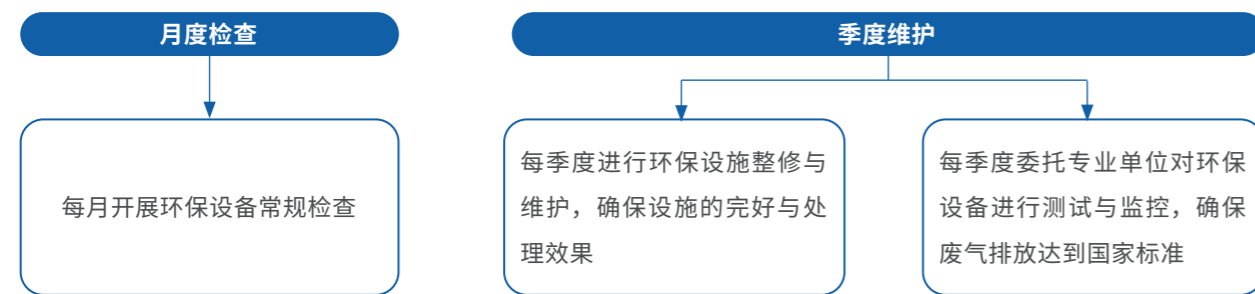 月度检查
每月开展环保设备常规检查
季度维护
每季度进行环保设施整修与
维护，确保设施的完好与处
理效果
每季度委托专业单位对环保
设备进行测试与监控，确保
废气排放达到国家标准